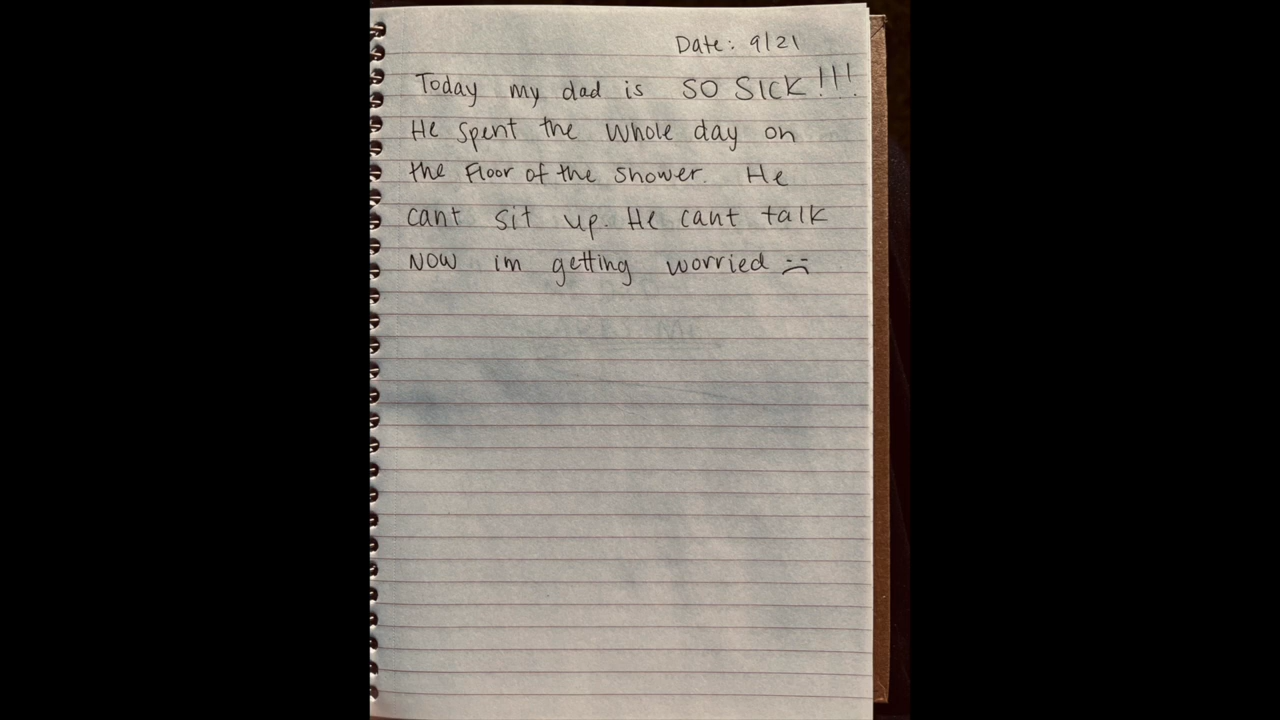 Date: 9/21
Today my dad is SO SICK!!!
He spent the whole day on
the Floor of the shower. He
cant sit up. He cant talk
NOW im getting worried :(